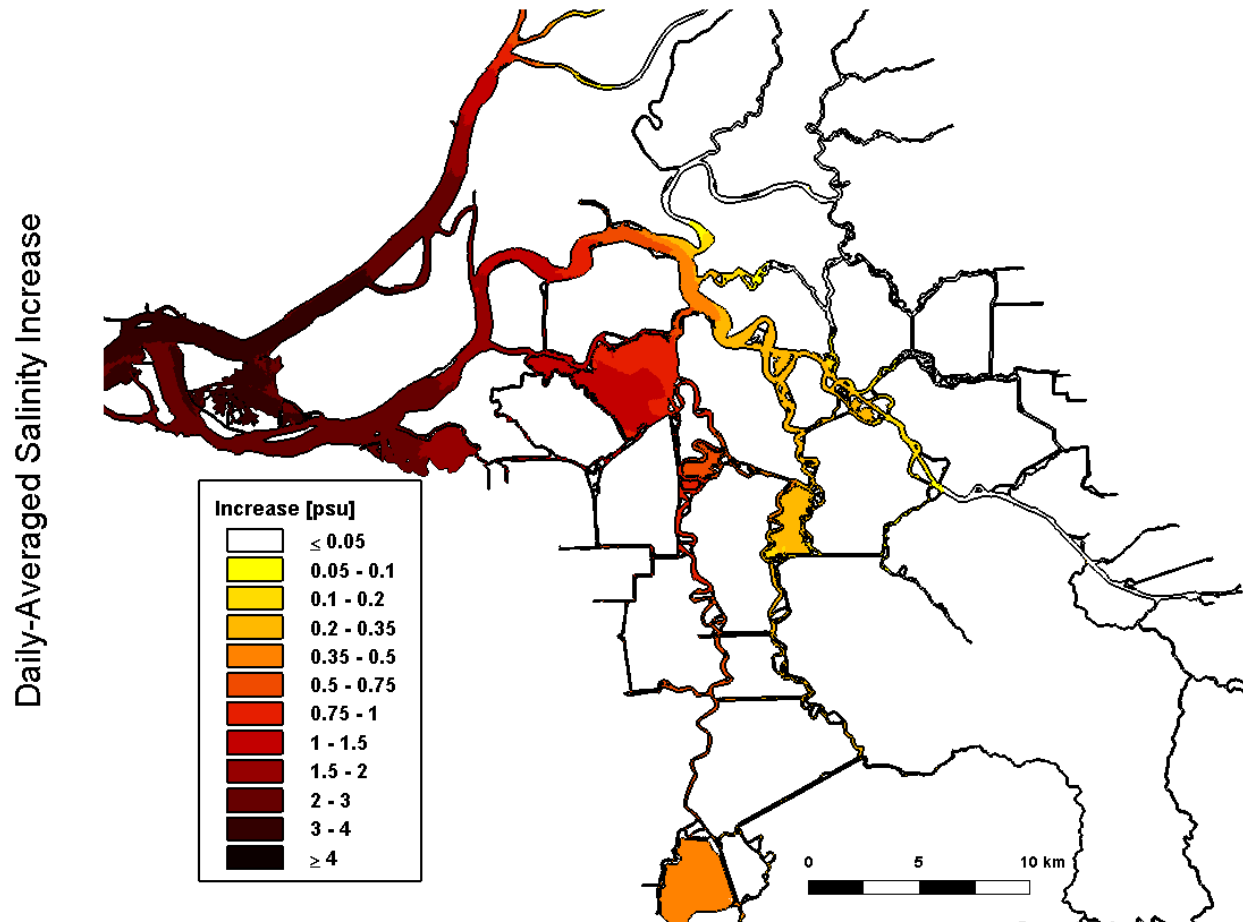 Daily-Averaged Salinity Increase
Increase [psu]
≤ 0.05
0.05 - 0.1
0.1 - 0.2
0.2 - 0.35
0.35 - 0.5
0.5 - 0.75
0.75 - 1
1 - 1.5
1.5 - 2
2 - 3
3 - 4
≥ 4
0 5 10 km